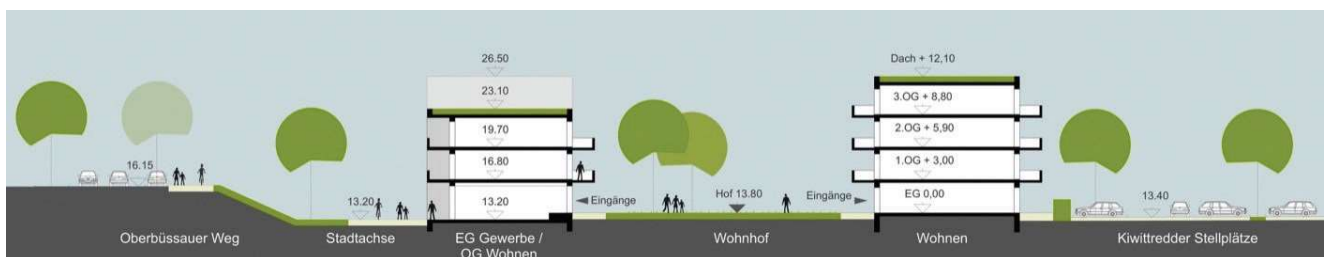 26.50
Dach + 12,10
23.10
3.OG + 8,80
19.70
2.OG + 5,90
16.15
16.80
1.OG + 3,00
13.20
13.20
Eingänge
Hof 13.80
Eingänge
EG 0,00
13.40
Oberbüssauer Weg
Stadtachse
EG Gewerbe /
OG Wohnen
Wohnhof
Wohnen
Kiwittredder Stellplätze